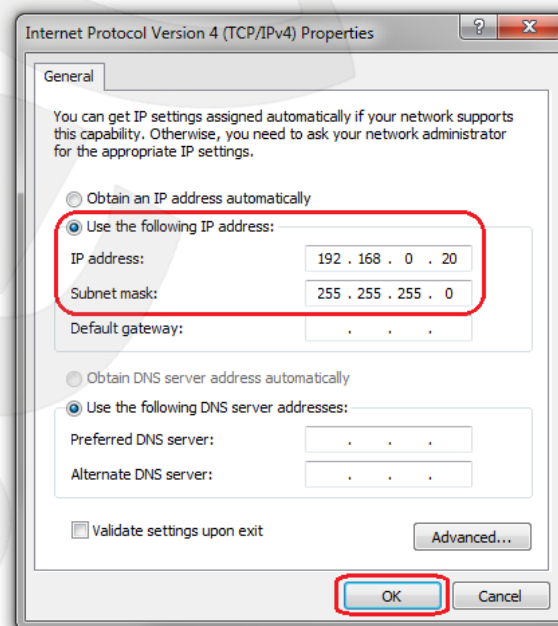 Internet Protocol Version 4 (TCP/IPv4) Properties
General
You can get IP settings assigned automatically if your network supports
this capability. Otherwise, you need to ask your network administrator
for the appropriate IP settings.
Obtain an IP address automatically
Use the following IP address:
IP address: 192 . 168 . 0 . 20
Subnet mask: 255 . 255 . 255 . 0
Default gateway: . . .
Obtain DNS server address automatically
Use the following DNS server addresses:
Preferred DNS server: . . .
Alternate DNS server: . . .
Validate settings upon exit
Advanced...
OK Cancel